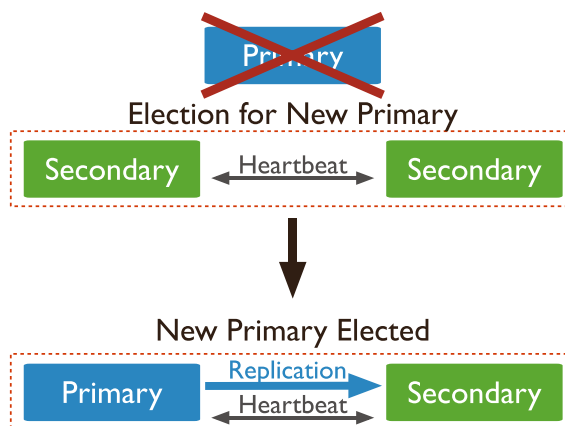 Primary
Election for New Primary
Secondary Heartbeat Secondary
New Primary Elected
Replication
Primary Secondary
Heartbeat